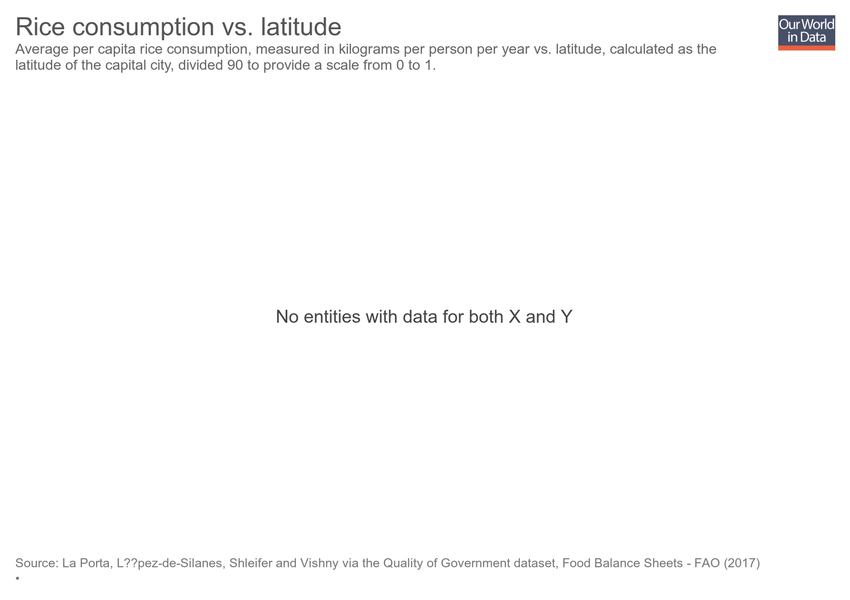 Rice consumption vs. latitude
Our World
in Data
Average per capita rice consumption, measured in kilograms per person per year vs. latitude, calculated as the
latitude of the capital city, divided 90 to provide a scale from 0 to 1.
No entities with data for both X and Y
Source: La Porta, L??pez-de-Silanes, Shleifer and Vishny via the Quality of Government dataset, Food Balance Sheets - FAO (2017)
•